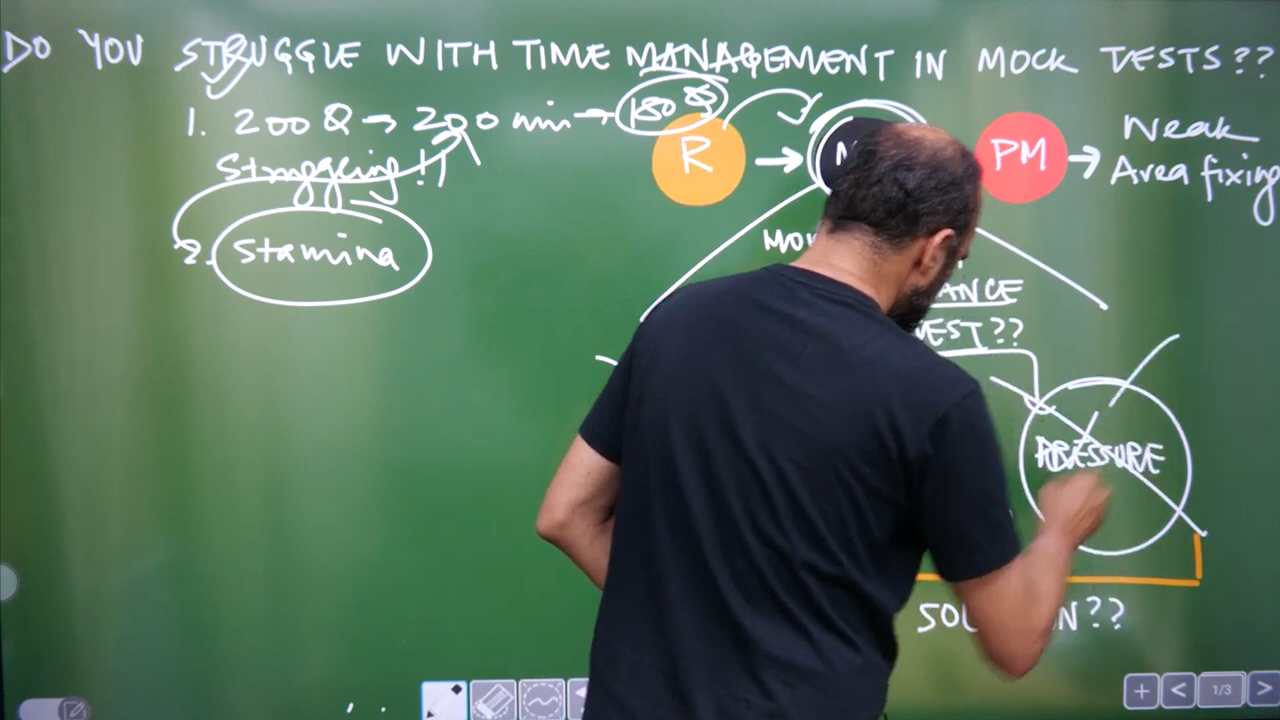 DO YOU STRUGGLE WITH TIME MANAGEMENT IN MOCK TESTS??
1. 200 Q → 200 min → 180 Q
Struggling !!
2. Stamina
R → PM → Weak
Area fixing
PRESSURE
1/3